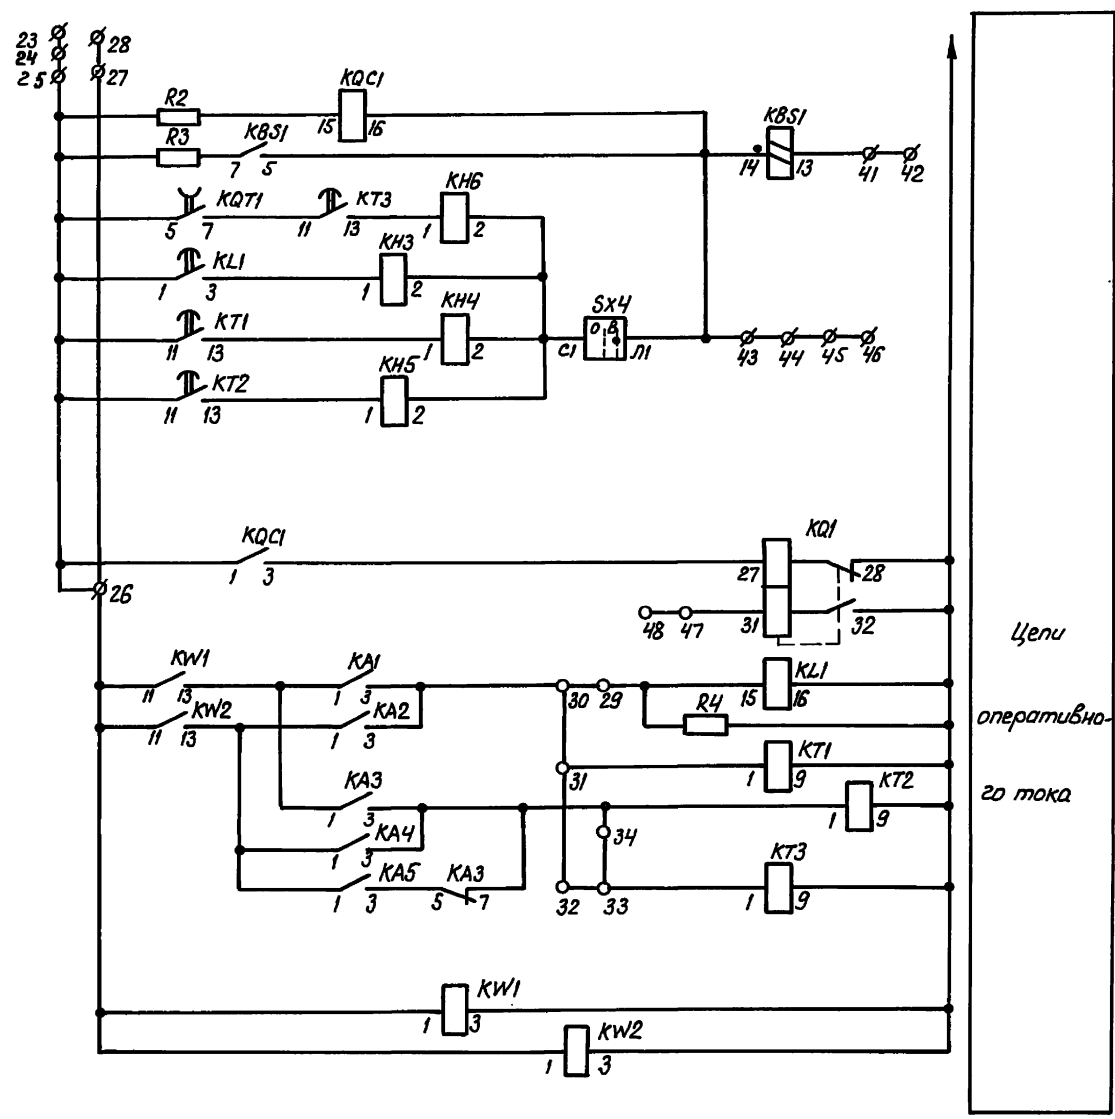 23
24
25
28
27
R2
KQC1
15 16
R3
KBS1
7 5
KBS1
14 13
41 42
KQT1
5 7
KT3
11 13
KH6
1 2
KL1
1 3
KH3
1 2
SX4
О В
C1 Л1
KT1
11 13
KH4
1 2
43 44 45 46
KT2
11 13
KH5
1 2
KQC1
1 3
KQ1
27 28
26
48 47 31 32
Цепи
оперативно-
го тока
KW1
11 13
KA1
1 3
30 29
KL1
15 16
KW2
11 13
KA2
1 3
R4
31
KT1
1 9
KA3
1 3
KT2
1 9
KA4
1 3
34
KA5
1 3
KA3
5 7
32 33
KT3
1 9
KW1
1 3
KW2
1 3